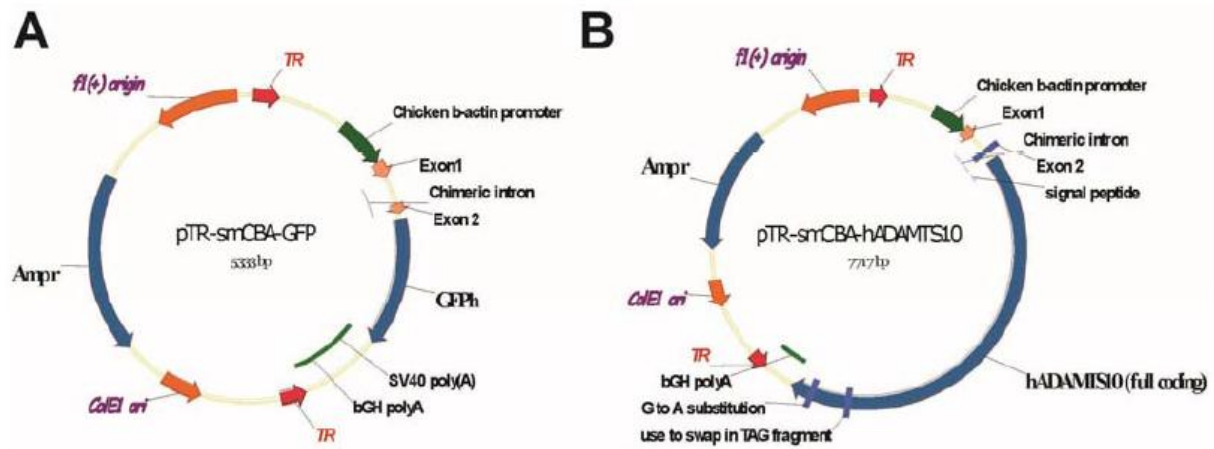 A
f1(+) origin
TR
Chicken b-actin promoter
Exon1
Chimeric intron
Exon 2
pTR-smCBA-GFP
5333bp
Ampr
GFPh
SV40 poly(A)
bGH polyA
ColE1 ori
TR
B
f1(+) origin
TR
Chicken b-actin promoter
Exon1
Chimeric intron
Exon 2
signal peptide
Ampr
pTR-smCBA-hADAMTS10
7717bp
ColE1 ori
TR
bGH polyA
hADAMTS10 (full coding)
G to A substitution
use to swap in TAG fragment